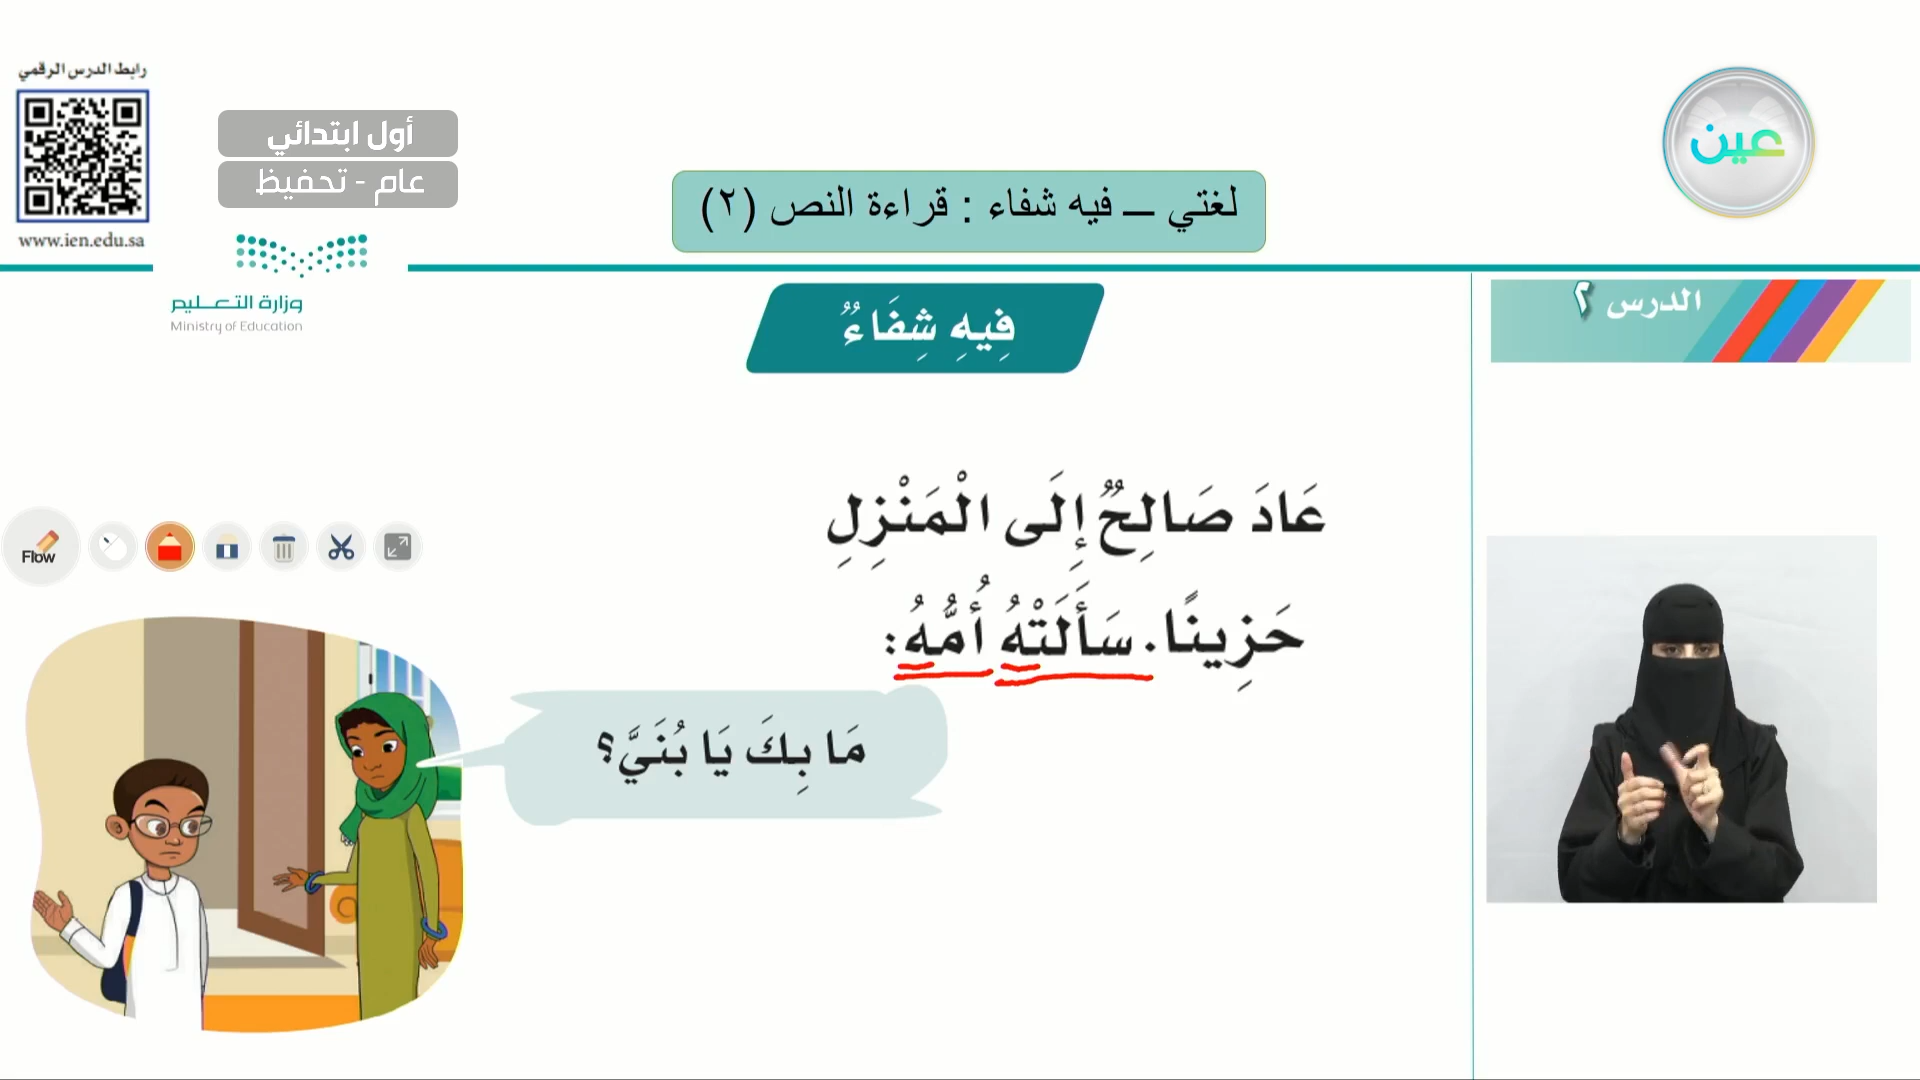 رابط الدرس الرقمي
www.ien.edu.sa
أول ابتدائي
عام - تحفيظ
وزارة التعـــليم
Ministry of Education
لغتي ــ فيه شفاء : قراءة النص (٢)
عين
الدرس ٢
فِيهِ شِفَاءٌ
عَادَ صَالِحٌ إِلَى الْمَنْزِلِ
حَزِينًا. سَأَلَتْهُ أُمُّهُ:
مَا بِكَ يَا بُنَيَّ؟
Flow